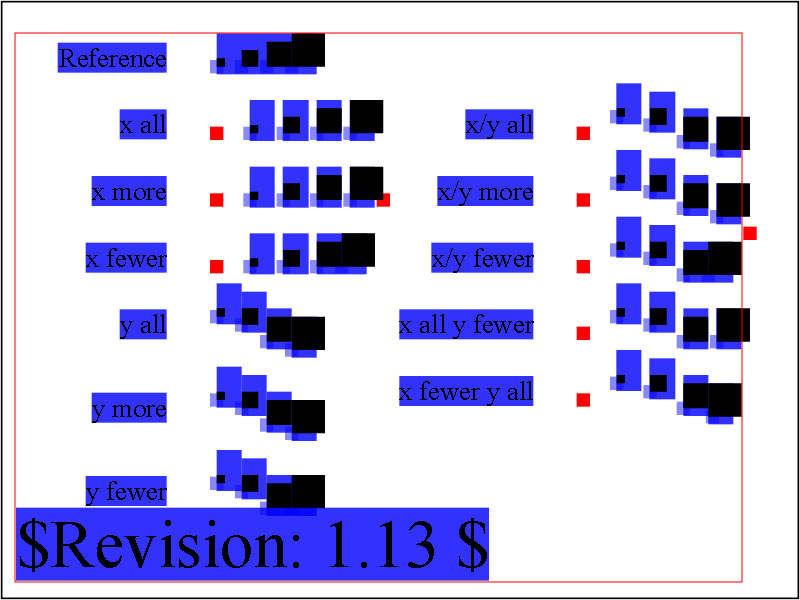 Reference
x all
x/y all
x more
x/y more
x fewer
x/y fewer
y all
x all y fewer
y more
x fewer y all
y fewer
$Revision: 1.13 $